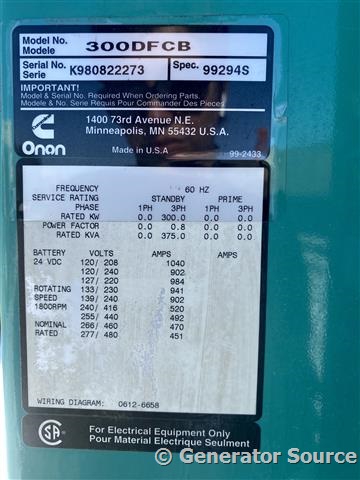 Model No. 300DFCB
Modele
Serial No. K980822273 Spec. 99294S
Serie
IMPORTANT!
Model & Serial Required When Ordering Parts.
Modele & No. Serie Requis Pour Commander Des Pieces
1400 73rd Avenue N.E.
Minneapolis, MN 55432 U.S.A.
Onan Made in U.S.A 99-2433
FREQUENCY 60 HZ
SERVICE RATING STANDBY PRIME
PHASE 1PH 3PH 1PH 3PH
RATED KW 0.0 300.0 0.0 0.0
POWER FACTOR 0.0 0.8 0.0 0.0
RATED KVA 0.0 375.0 0.0 0.0
BATTERY VOLTS AMPS AMPS
24 VDC 120/208 1040
120/240 902
127/220 984
ROTATING 133/230 941
SPEED 139/240 902
1800RPM 240/416 520
255/440 492
NOMINAL 266/460 470
RATED 277/480 451
WIRING DIAGRAM: 0612-6658
For Electrical Equipment Only
Pour Material Electrique Seulment
© Generator Source